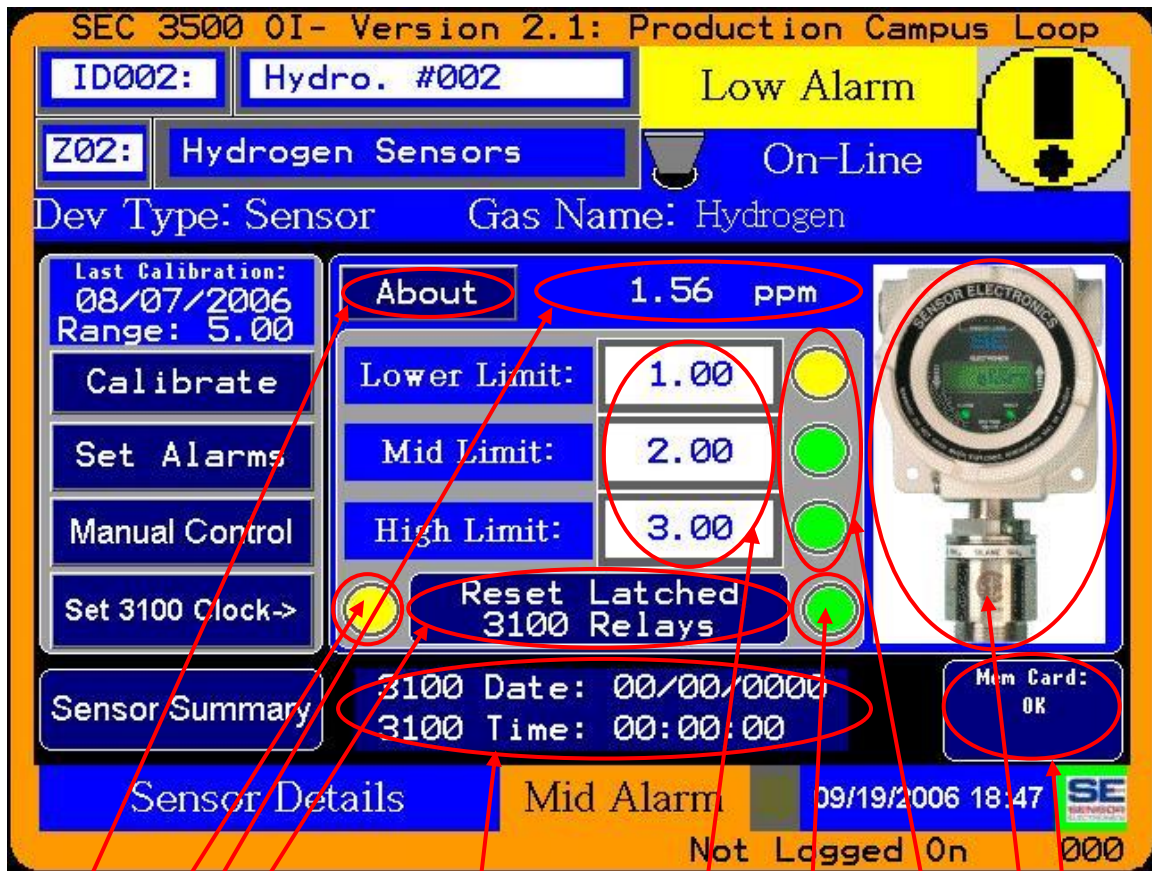 SEC 3500 OI- Version 2.1: Production Campus Loop
ID002: Hydro. #002
Low Alarm
Z02: Hydrogen Sensors
On-Line
Dev Type: Sensor Gas Name: Hydrogen
Last Calibration:
08/07/2006
Range: 5.00
About 1.56 ppm
SENSOR ELECTRONICS
Calibrate
Lower Limit: 1.00
Set Alarms
Mid Limit: 2.00
Manual Control
High Limit: 3.00
Set 3100 Clock->
Reset Latched
3100 Relays
Sensor Summary
3100 Date: 00/00/0000
3100 Time: 00:00:00
Mem Card:
OK
Sensor Details
Mid Alarm
09/19/2006 18:47
SE
SENSOR
ELECTRONICS
Not Logged On 000